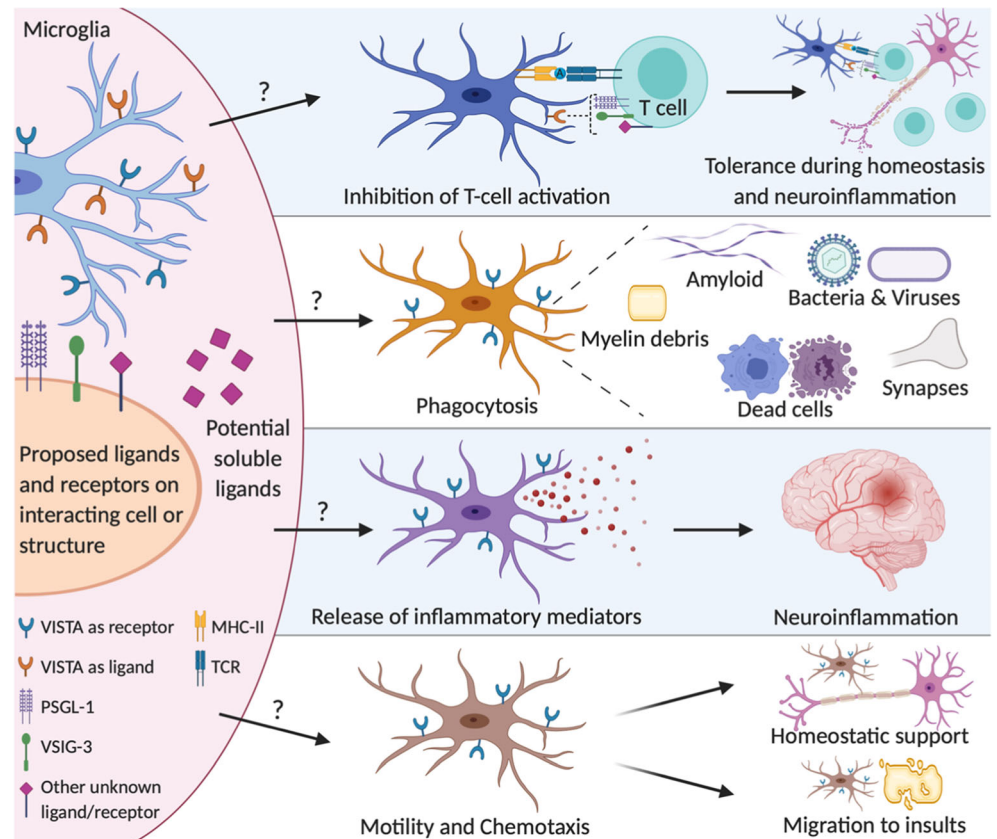 Microglia
?
A
T cell
Inhibition of T-cell activation
Tolerance during homeostasis
and neuroinflammation
?
Amyloid
Bacteria & Viruses
Myelin debris
Synapses
Dead cells
Phagocytosis
Potential
soluble
ligands
Proposed ligands
and receptors on
interacting cell or
structure
?
Release of inflammatory mediators
Neuroinflammation
VISTA as receptor
MHC-II
VISTA as ligand
TCR
PSGL-1
VSIG-3
Other unknown
ligand/receptor
?
Motility and Chemotaxis
Homeostatic support
Migration to insults